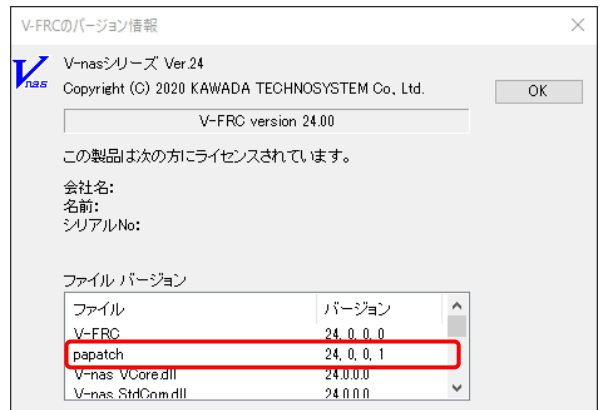 V-FRCのバージョン情報
V-nas
V-nasシリーズ Ver.24
Copyright (C) 2020 KAWADA TECHNOSYSTEM Co., Ltd.
OK
V-FRC version 24.00
この製品は次の方にライセンスされています。
会社名:
名前:
シリアルNo:
ファイル バージョン
ファイル バージョン
V-FRC 24, 0, 0, 0
papatch 24, 0, 0, 1
V-nas VCore.dll 24.0.0.0
V-nas StdCom.dll 24.0.0.0